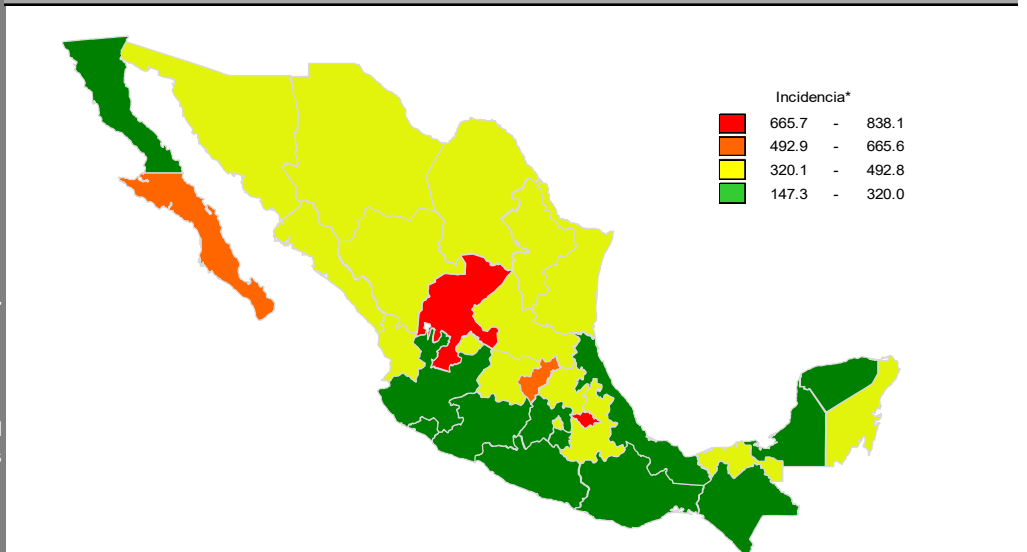 Incidencia*
665.7 - 838.1
492.9 - 665.6
320.1 - 492.8
147.3 - 320.0